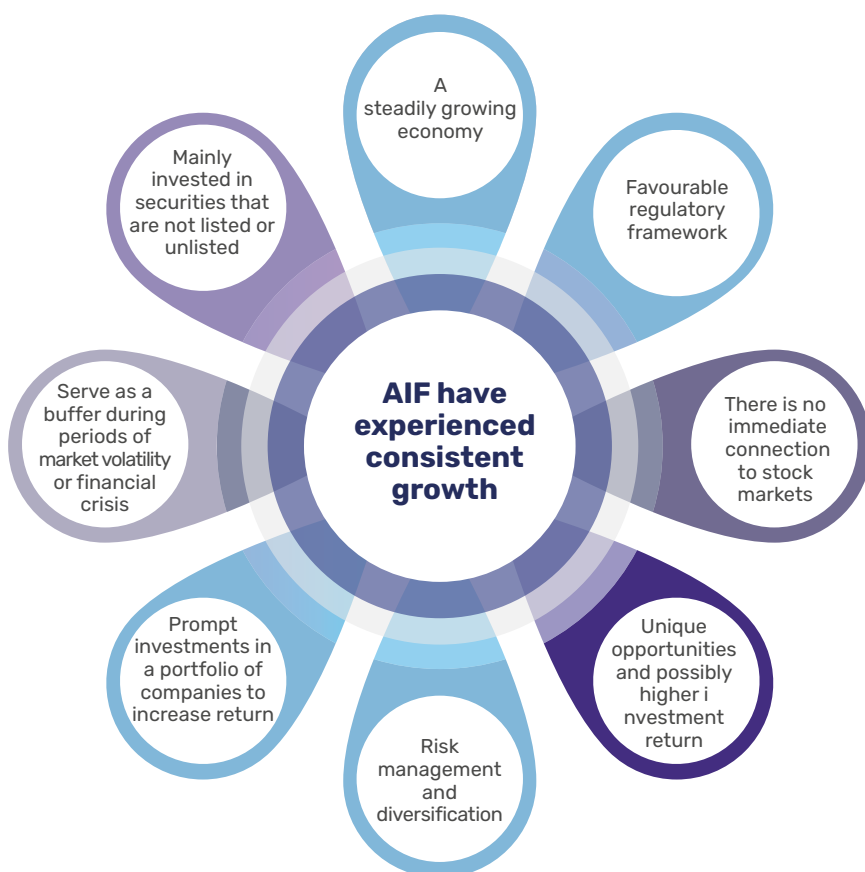 A
steadily growing
economy
Favourable
regulatory
framework
There is no
immediate
connection
to stock
markets
Unique
opportunities
and possibly
higher i
nvestment
return
Risk
management
and
diversification
Prompt
investments in
a portfolio of
companies to
increase return
Serve as a
buffer during
periods of
market volatility
or financial
crisis
Mainly
invested in
securities that
are not listed or
unlisted
AIF have
experienced
consistent
growth